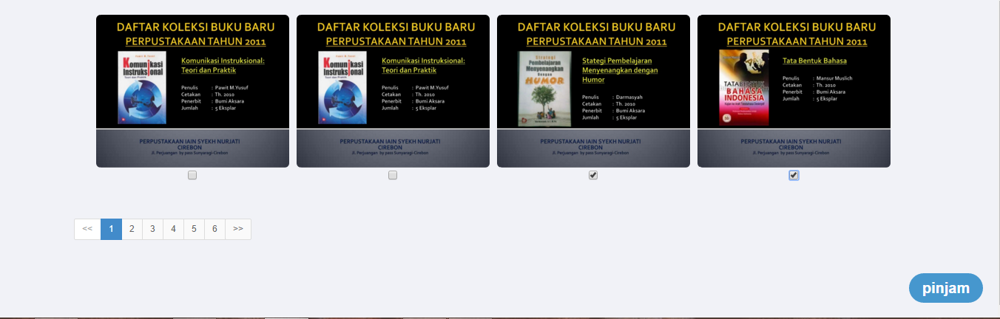 DAFTAR KOLEKSI BUKU BARU
PERPUSTAKAAN TAHUN 2011
Komunikasi
Instruksional
Teori dan Praktik
Komunikasi Instruksional:
Teori dan Praktik
Penulis : Pawit M.Yusuf
Cetakan : Th. 2010
Penerbit : Bumi Aksara
Jumlah : 5 Eksplar
PERPUSTAKAAN IAIN SYEKH NURJATI
CIREBON
Jl. Perjuangan by pass Sunyaragi-Cirebon
DAFTAR KOLEKSI BUKU BARU
PERPUSTAKAAN TAHUN 2011
Komunikasi
Instruksional
Teori dan Praktik
Komunikasi Instruksional:
Teori dan Praktik
Penulis : Pawit M.Yusuf
Cetakan : Th. 2010
Penerbit : Bumi Aksara
Jumlah : 5 Eksplar
PERPUSTAKAAN IAIN SYEKH NURJATI
CIREBON
Jl. Perjuangan by pass Sunyaragi-Cirebon
DAFTAR KOLEKSI BUKU BARU
PERPUSTAKAAN TAHUN 2011
Strategi
Pembelajaran
Menyenangkan
dengan
HUMOR
Stategi Pembelajaran
Menyenangkan dengan
Humor
Penulis : Darmasyah
Cetakan : Th. 2010
Penerbit : Bumi Aksara
Jumlah : 5 Eksplar
PERPUSTAKAAN IAIN SYEKH NURJATI
CIREBON
Jl. Perjuangan by pass Sunyaragi-Cirebon
DAFTAR KOLEKSI BUKU BARU
PERPUSTAKAAN TAHUN 2011
TATABENTUK
BAHASA
INDONESIA
Tata Bentuk Bahasa
Penulis : Mansur Muslich
Cetakan : Th. 2010
Penerbit : Bumi Aksara
Jumlah : 5 Eksplar
PERPUSTAKAAN IAIN SYEKH NURJATI
CIREBON
Jl. Perjuangan by pass Sunyaragi-Cirebon
<< 1 2 3 4 5 6 >>
pinjam